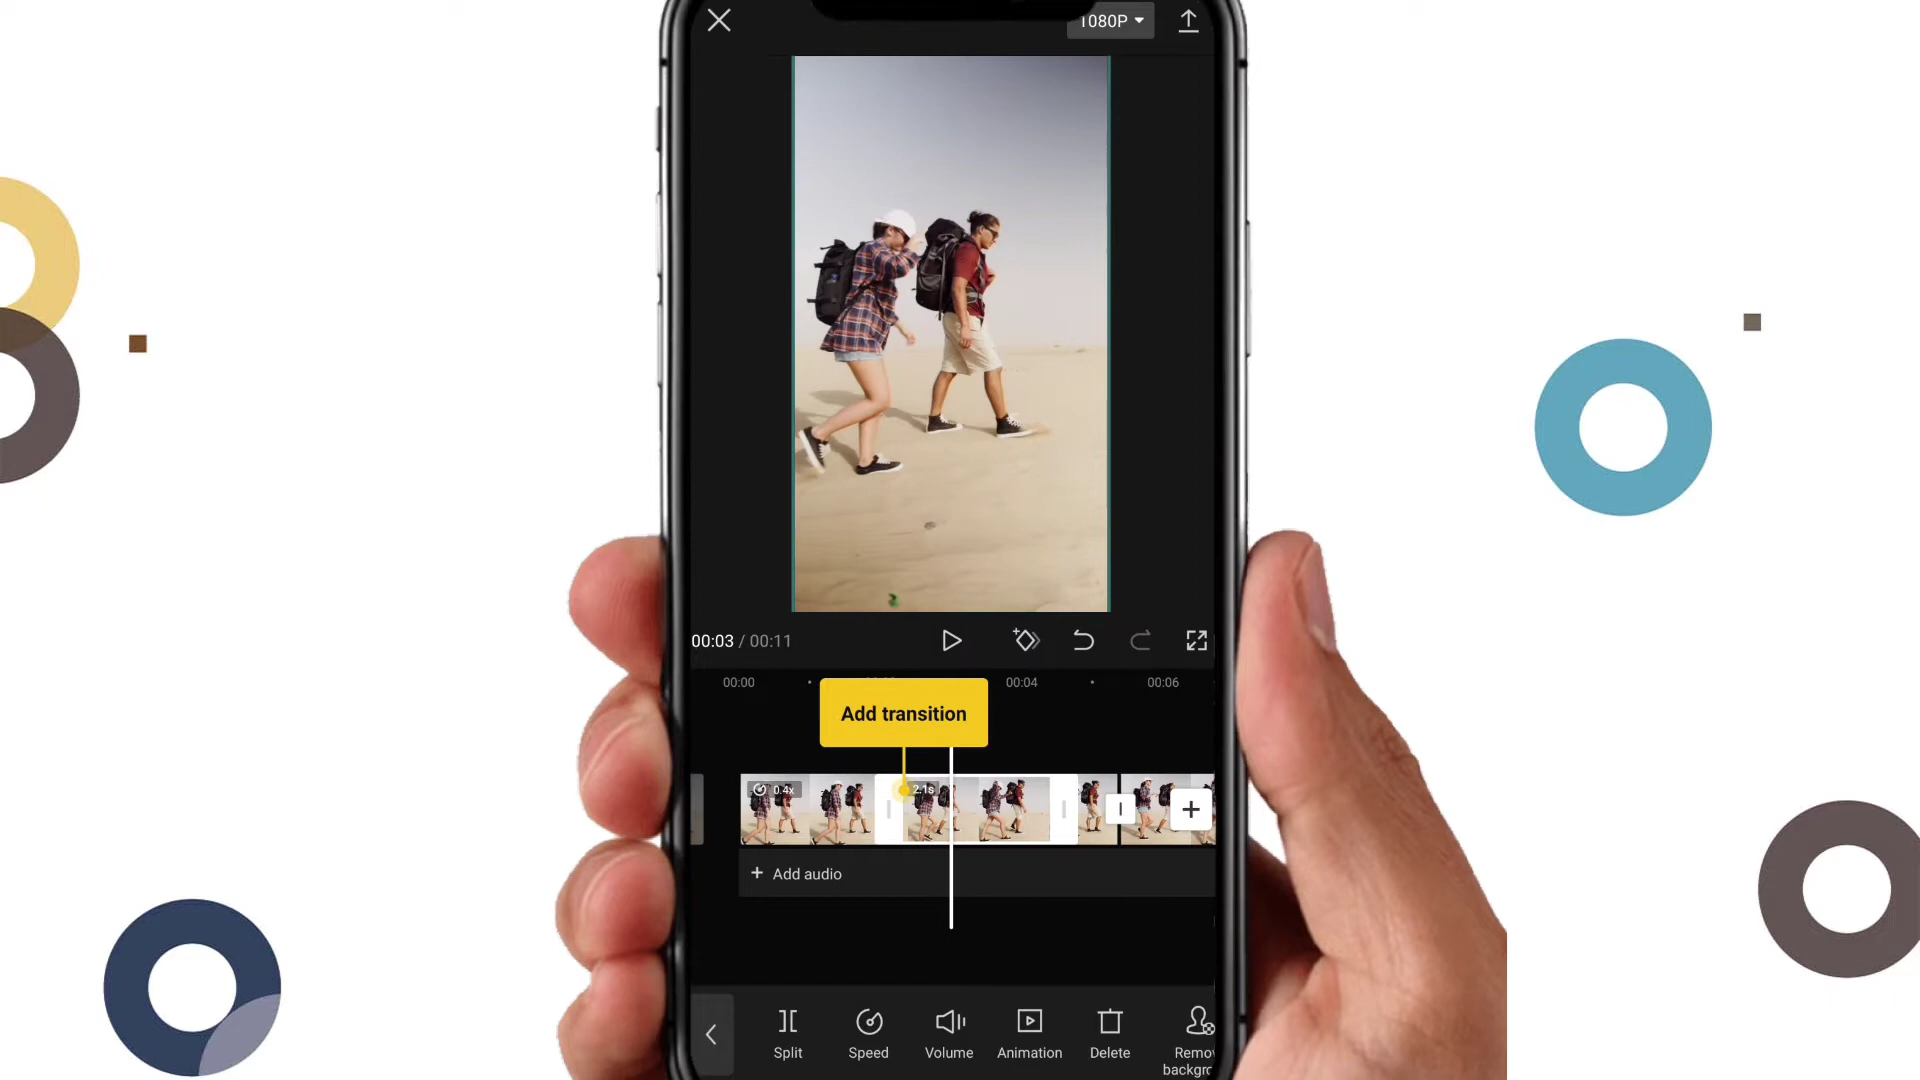 1080P
00:03 / 00:11
00:00
00:04
00:06
Add transition
0.4x
2.1s
+ Add audio
Split
Speed
Volume
Animation
Delete
Remov
backgro